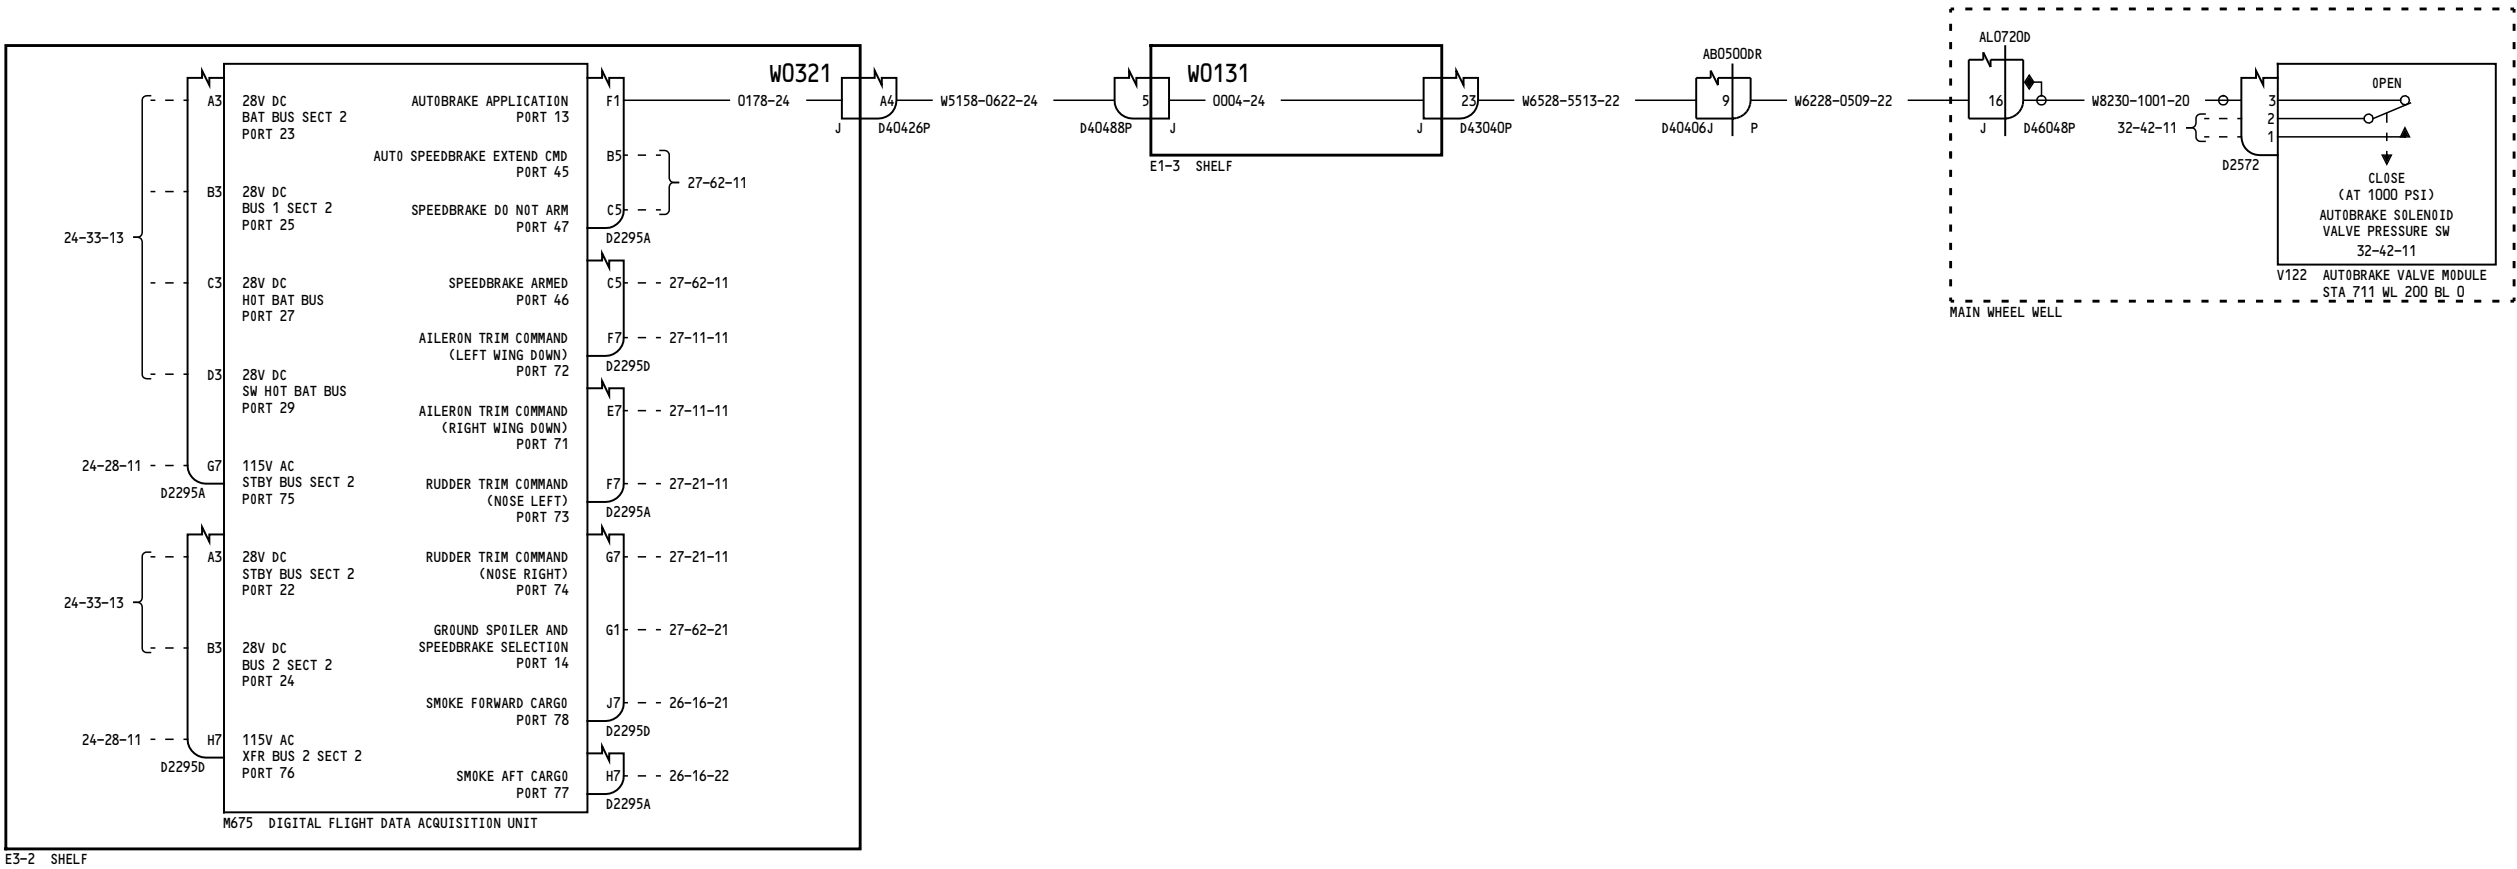 24-33-13
A3
28V DC
BAT BUS SECT 2
PORT 23
B3
28V DC
BUS 1 SECT 2
PORT 25
C3
28V DC
HOT BAT BUS
PORT 27
D3
28V DC
SW HOT BAT BUS
PORT 29
24-28-11
G7
115V AC
STBY BUS SECT 2
PORT 75
D2295A
24-33-13
A3
28V DC
STBY BUS SECT 2
PORT 22
B3
28V DC
BUS 2 SECT 2
PORT 24
24-28-11
H7
115V AC
XFR BUS 2 SECT 2
PORT 76
D2295D
AUTOBRAKE APPLICATION
PORT 13
F1
AUTO SPEEDBRAKE EXTEND CMD
PORT 45
B5
SPEEDBRAKE DO NOT ARM
PORT 47
C5
27-62-11
D2295A
SPEEDBRAKE ARMED
PORT 46
C5
27-62-11
AILERON TRIM COMMAND
(LEFT WING DOWN)
PORT 72
F7
27-11-11
D2295D
AILERON TRIM COMMAND
(RIGHT WING DOWN)
PORT 71
E7
27-11-11
RUDDER TRIM COMMAND
(NOSE LEFT)
PORT 73
F7
27-21-11
D2295A
RUDDER TRIM COMMAND
(NOSE RIGHT)
PORT 74
G7
27-21-11
GROUND SPOILER AND
SPEEDBRAKE SELECTION
PORT 14
G1
27-62-21
SMOKE FORWARD CARGO
PORT 78
J7
26-16-21
D2295D
SMOKE AFT CARGO
PORT 77
H7
26-16-22
D2295A
M675 DIGITAL FLIGHT DATA ACQUISITION UNIT
E3-2 SHELF
W0321
0178-24
J
A4
D40426P
W5158-0622-24
5
D40488P
J
W0131
0004-24
J
23
D43040P
E1-3 SHELF
W6528-5513-22
AB0500DR
9
D40406J
P
W6228-0509-22
AL0720D
16
J
D46048P
W8230-1001-20
32-42-11
3
2
1
D2572
OPEN
CLOSE
(AT 1000 PSI)
AUTOBRAKE SOLENOID
VALVE PRESSURE SW
32-42-11
V122 AUTOBRAKE VALVE MODULE
STA 711 WL 200 BL 0
MAIN WHEEL WELL